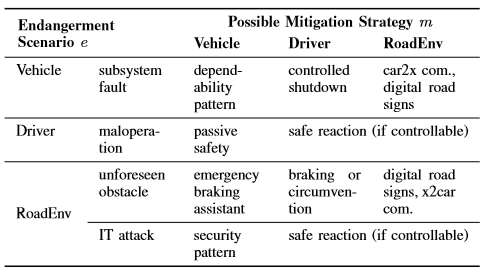 Endangerment Possible Mitigation Strategy m
Scenario e Vehicle Driver RoadEnv
Vehicle subsystem depend- controlled car2x com.,
fault ability shutdown digital road
pattern signs
Driver malopera- passive safe reaction (if controllable)
tion safety
unforeseen emergency braking or digital road
obstacle braking circumven- signs, x2car
RoadEnv assistant tion com.
IT attack security safe reaction (if controllable)
pattern